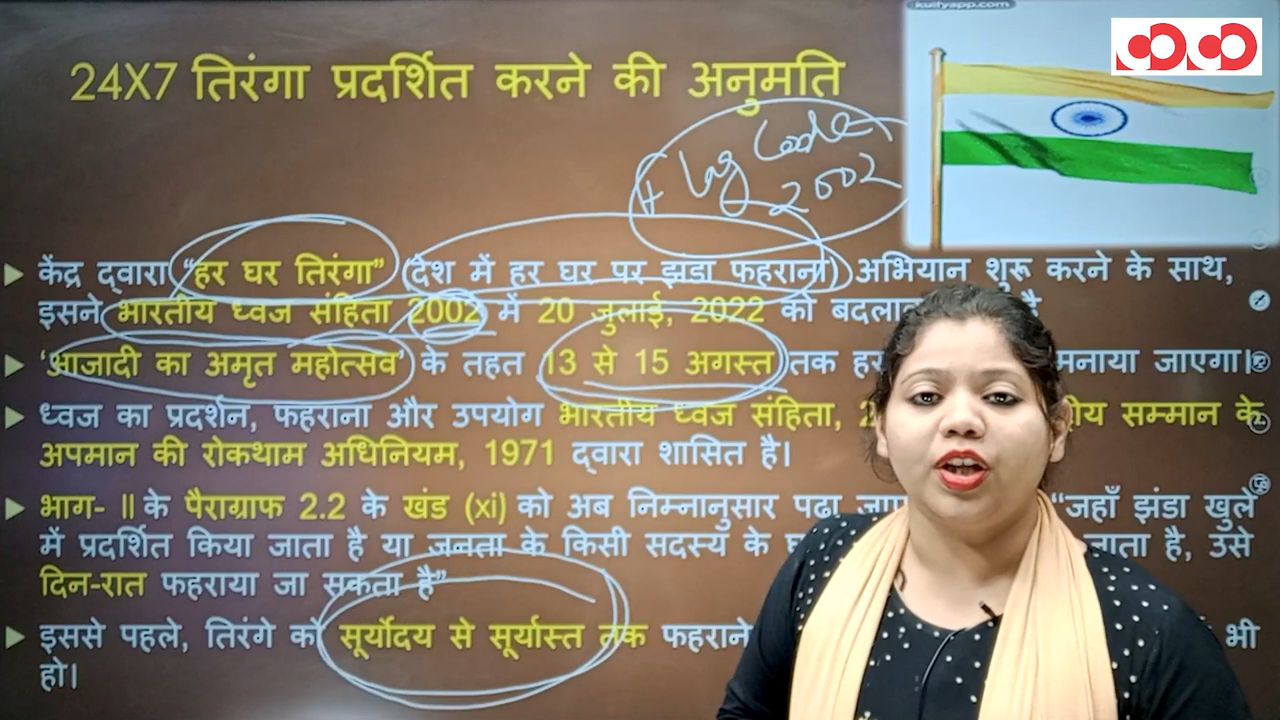 kutfyapp.com
24X7 तिरंगा प्रदर्शित करने की अनुमति
Flag Code
2002
केंद्र द्वारा “हर घर तिरंगा” (देश में हर घर पर झंडा फहराना) अभियान शुरू करने के साथ,
इसने भारतीय ध्वज संहिता 2002 में 20 जुलाई, 2022 को है
‘आजादी का अमृत महोत्सव’ के तहत 13 से 15 अगस्त तक हर मनाया जाएगा।
ध्वज का प्रदर्शन, फहराना और उपयोग भारतीय ध्वज संहिता, सम्मान के
अपमान की रोकथाम अधिनियम, 1971 द्वारा शासित है।
भाग- II के पैराग्राफ 2.2 के खंड (xi) को अब निम्नानुसार पढ़ा “जहाँ झंडा खुले
में प्रदर्शित किया जाता है या जनता के किसी सदस्य के जाता है, उसे
दिन-रात फहराया जा सकता है”
इससे पहले, तिरंगे को सूर्योदय से सूर्यास्त तक फहराने भी
हो।